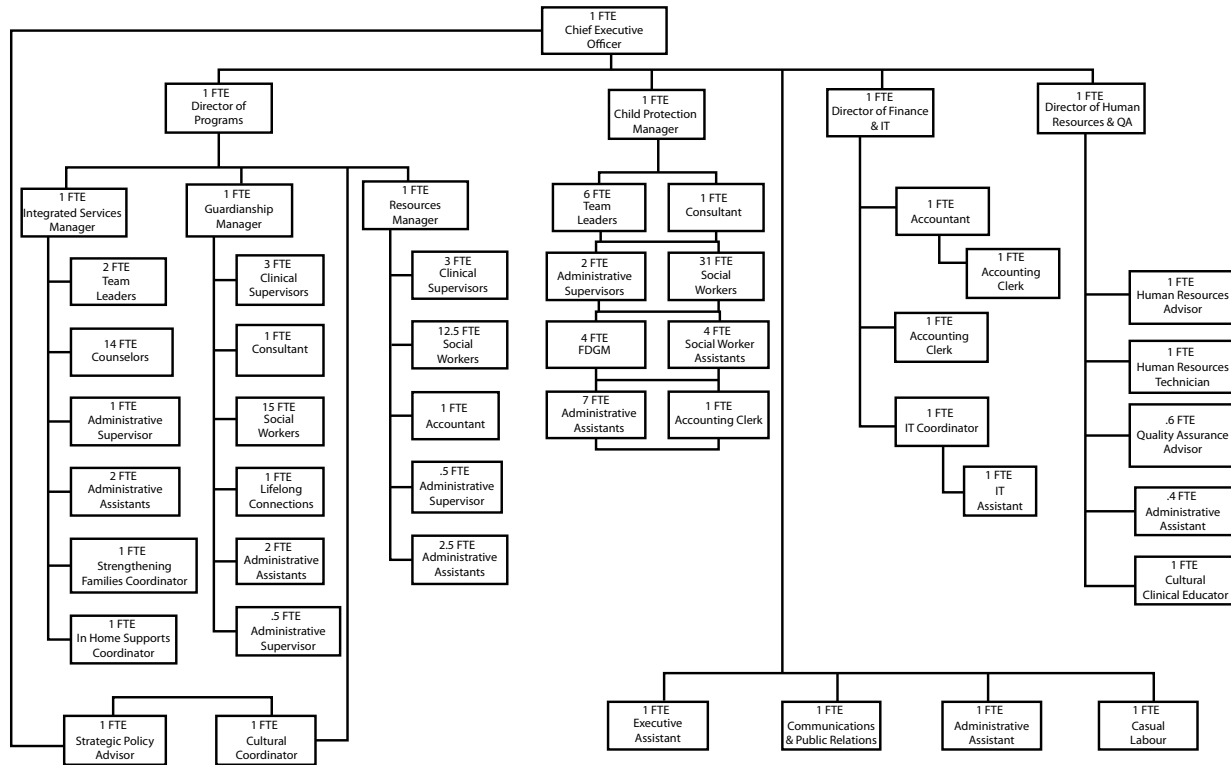 1 FTE
Chief Executive
Officer
1 FTE
Director of
Programs
1 FTE
Child Protection
Manager
1 FTE
Director of Finance
& IT
1 FTE
Director of Human
Resources & QA
1 FTE
Integrated Services
Manager
2 FTE
Team
Leaders
14 FTE
Counselors
1 FTE
Administrative
Supervisor
2 FTE
Administrative
Assistants
1 FTE
Strengthening
Families Coordinator
1 FTE
In Home Supports
Coordinator
1 FTE
Guardianship
Manager
3 FTE
Clinical
Supervisors
1 FTE
Consultant
15 FTE
Social
Workers
1 FTE
Lifelong
Connections
2 FTE
Administrative
Assistants
.5 FTE
Administrative
Supervisor
1 FTE
Resources
Manager
3 FTE
Clinical
Supervisors
12.5 FTE
Social
Workers
1 FTE
Accountant
.5 FTE
Administrative
Supervisor
2.5 FTE
Administrative
Assistants
6 FTE
Team
Leaders
1 FTE
Consultant
2 FTE
Administrative
Supervisors
31 FTE
Social
Workers
4 FTE
FDGM
4 FTE
Social Worker
Assistants
7 FTE
Administrative
Assistants
1 FTE
Accounting Clerk
1 FTE
Accountant
1 FTE
Accounting
Clerk
1 FTE
Accounting
Clerk
1 FTE
IT Coordinator
1 FTE
IT
Assistant
1 FTE
Human Resources
Advisor
1 FTE
Human Resources
Technician
.6 FTE
Quality Assurance
Advisor
.4 FTE
Administrative
Assistant
1 FTE
Cultural
Clinical Educator
1 FTE
Strategic Policy
Advisor
1 FTE
Cultural
Coordinator
1 FTE
Executive
Assistant
1 FTE
Communications
& Public Relations
1 FTE
Administrative
Assistant
1 FTE
Casual
Labour